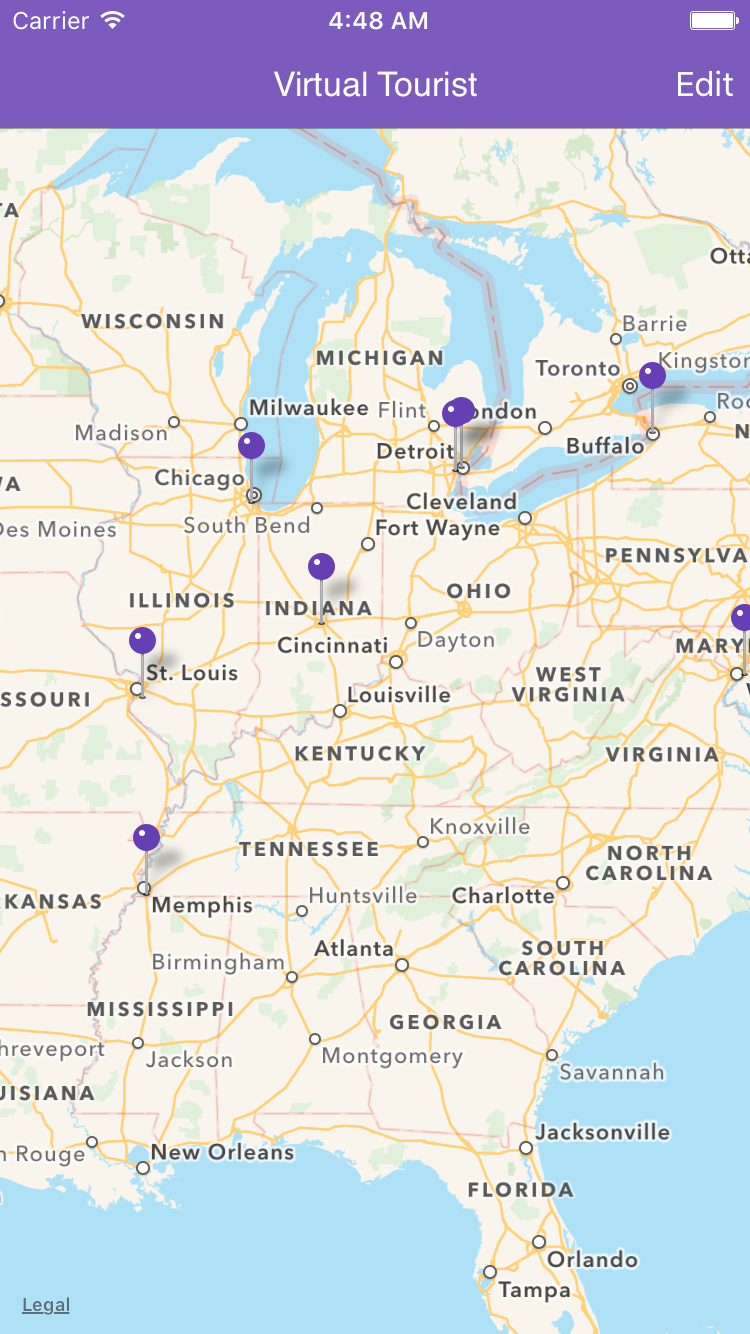 Carrier
4:48 AM
Virtual Tourist
Edit
TA
Otta
WISCONSIN
Barrie
MICHIGAN
Kingston
Toronto
Milwaukee
Flint
ondon
Roc
Madison
N
Buffalo
Detroit
Chicago
VA
Cleveland
South Bend
Fort Wayne
Des Moines
PENNSYLVA
OHIO
ILLINOIS
INDIANA
Cincinnati
Dayton
MARYL
St. Louis
WEST
VIRGINIA
SSOURI
Louisville
KENTUCKY
VIRGINIA
Knoxville
TENNESSEE
NORTH
CAROLINA
KANSAS
Memphis
Huntsville
Charlotte
Atlanta
SOUTH
CAROLINA
Birmingham
MISSISSIPPI
GEORGIA
hreveport
Jackson
Montgomery
Savannah
UISIANA
Jacksonville
n Rouge
New Orleans
FLORIDA
Orlando
Tampa
Legal